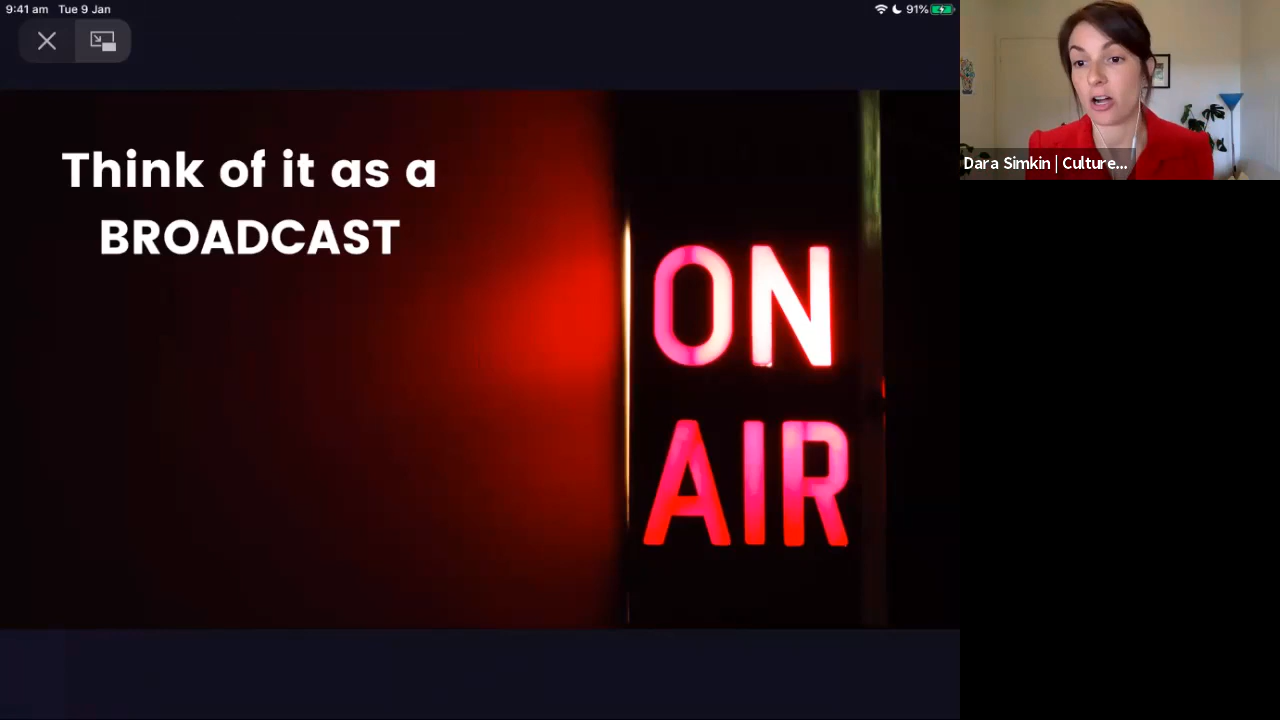 9:41 am Tue 9 Jan
91%
Think of it as a
BROADCAST
ON
AIR
Dara Simkin | Culture...